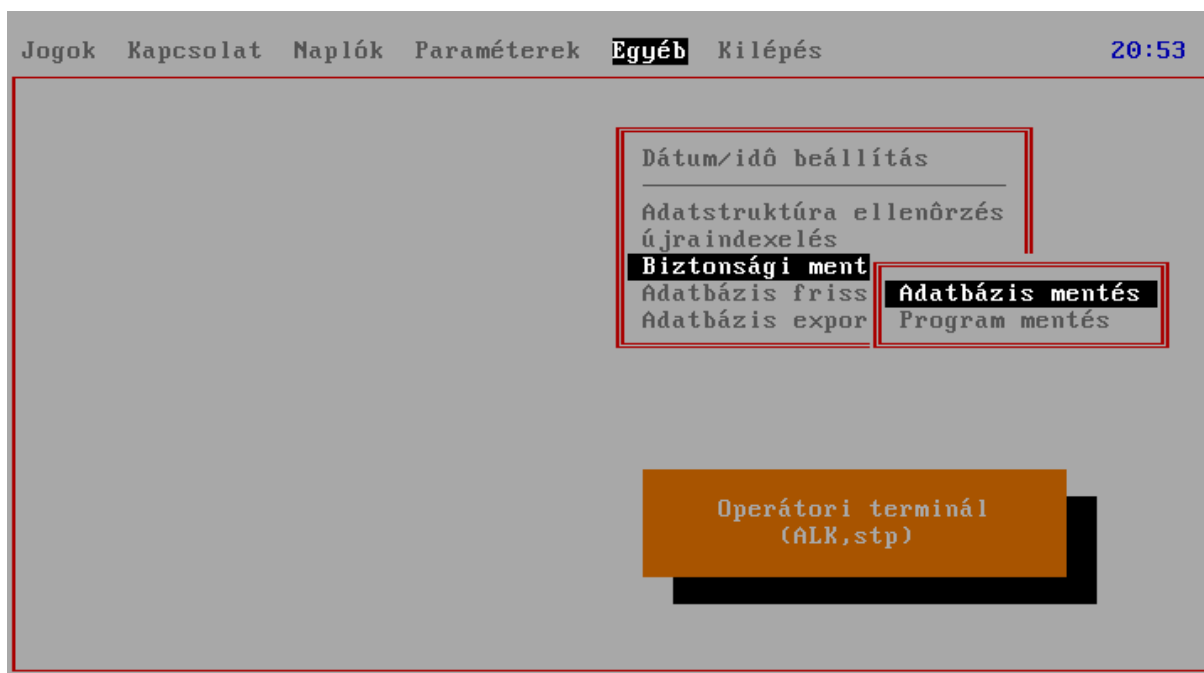 Jogok Kapcsolat Naplók Paraméterek Egyéb Kilépés 20:53
Dátum/idô beállítás
Adatstruktúra ellenôrzés
újraindexelés
Biztonsági ment
Adatbázis friss
Adatbázis expor
Adatbázis mentés
Program mentés
Operátori terminál
(ALK,stp)